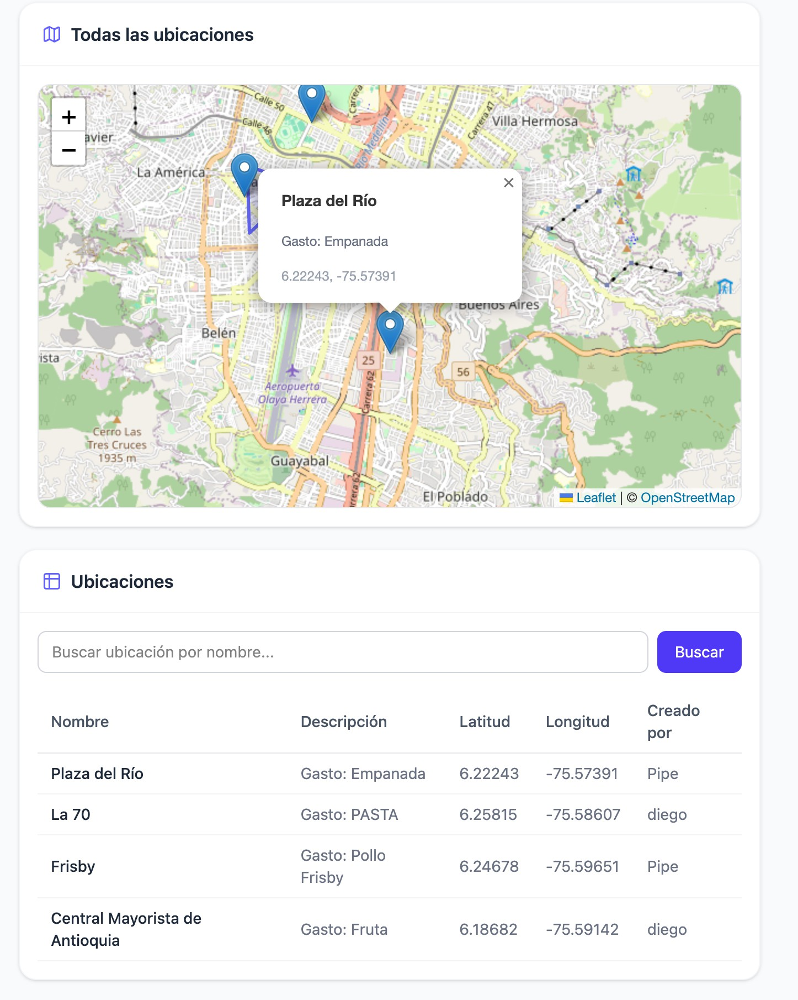 Todas las ubicaciones
+
−
Calle 50
Carrera
Calle 48
Río Medellín
Carrera 47
Villa Hermosa
avier
La América
Plaza del Río
×
Gasto: Empanada
6.22243, -75.57391
Buenos Aires
Belén
ista
25
56
Aeropuerto
Olaya Herrera
Carrera 62
Cerro Las
Tres Cruces
1935 m
Guayabal
rrera 62
El Poblado
Leaflet | © OpenStreetMap
Ubicaciones
Buscar ubicación por nombre...
Buscar
Nombre Descripción Latitud Longitud Creado por
Plaza del Río Gasto: Empanada 6.22243 -75.57391 Pipe
La 70 Gasto: PASTA 6.25815 -75.58607 diego
Frisby Gasto: Pollo Frisby 6.24678 -75.59651 Pipe
Central Mayorista de Antioquia Gasto: Fruta 6.18682 -75.59142 diego